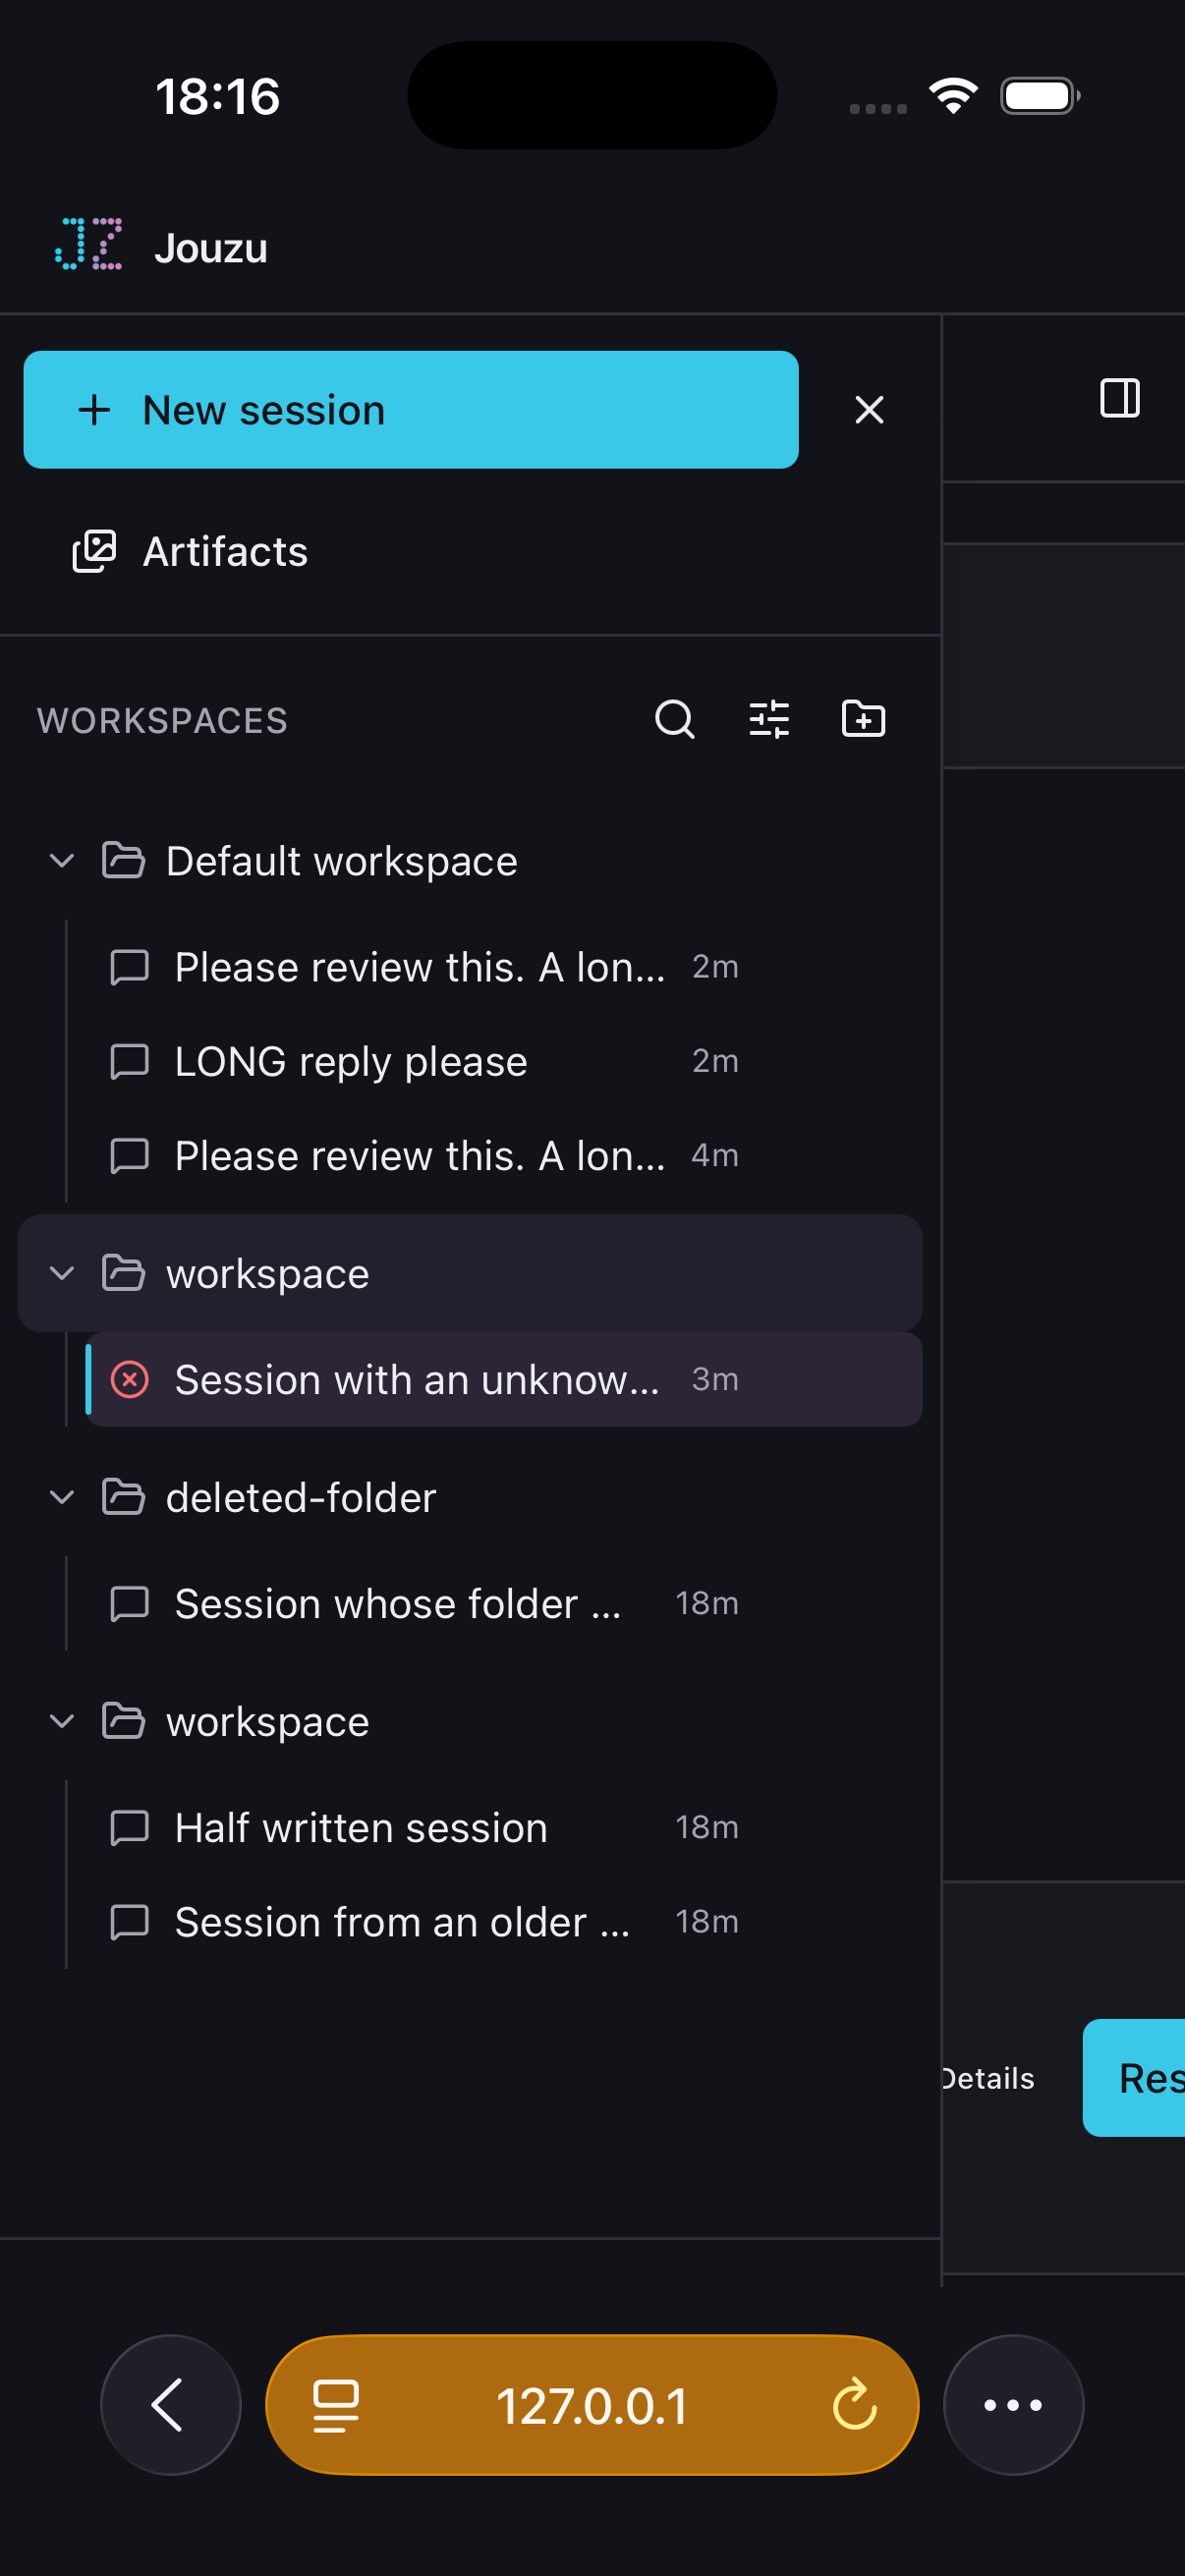 18:16
JZ Jouzu
New session
Artifacts
WORKSPACES
Default workspace
Please review this. A lon... 2m
LONG reply please 2m
Please review this. A lon... 4m
workspace
Session with an unknow... 3m
deleted-folder
Session whose folder ... 18m
workspace
Half written session 18m
Session from an older ... 18m
Details Res
127.0.0.1